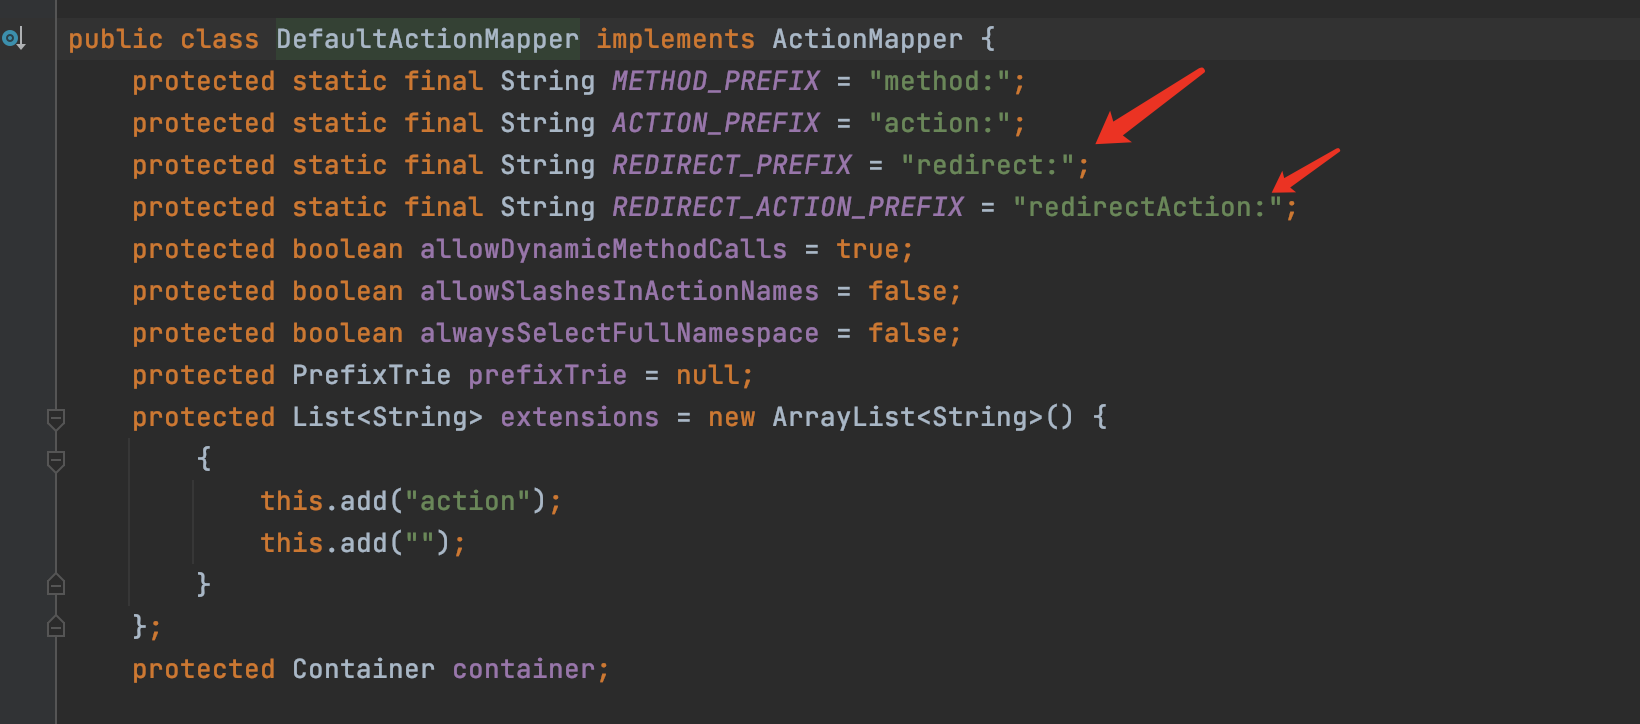 public class DefaultActionMapper implements ActionMapper {
    protected static final String METHOD_PREFIX = "method:";
    protected static final String ACTION_PREFIX = "action:";
    protected static final String REDIRECT_PREFIX = "redirect:";
    protected static final String REDIRECT_ACTION_PREFIX = "redirectAction:";
    protected boolean allowDynamicMethodCalls = true;
    protected boolean allowSlashesInActionNames = false;
    protected boolean alwaysSelectFullNamespace = false;
    protected PrefixTrie prefixTrie = null;
    protected List<String> extensions = new ArrayList<String>() {
        {
            this.add("action");
            this.add("");
        }
    };
    protected Container container;